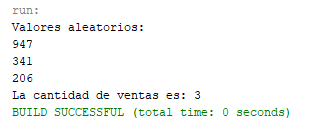 run:
Valores aleatorios:
947
341
206
La cantidad de ventas es: 3
BUILD SUCCESSFUL (total time: 0 seconds)